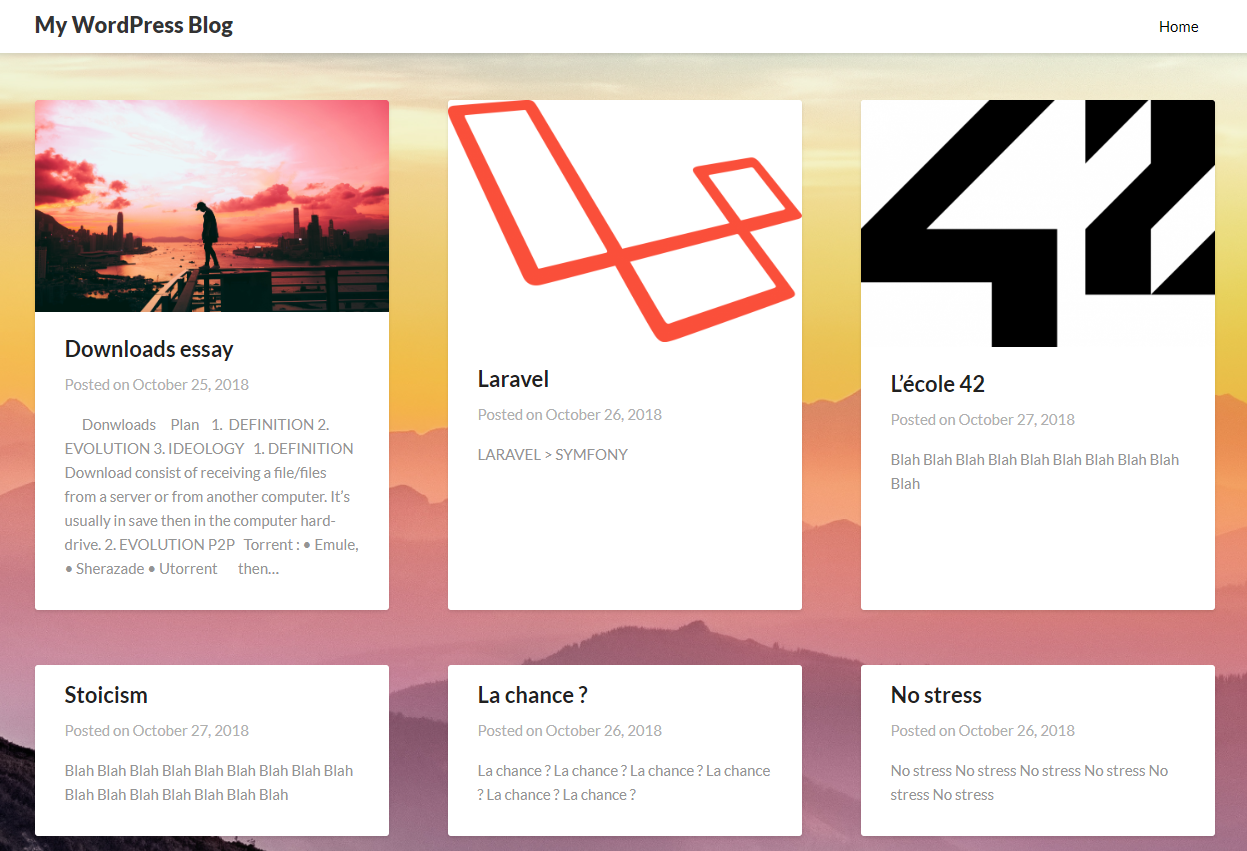 My WordPress Blog
Home
42
Downloads essay
Posted on October 25, 2018
Donwloads Plan 1. DEFINITION 2.
EVOLUTION 3. IDEOLOGY 1. DEFINITION
Download consist of receiving a file/files
from a server or from another computer. It's
usually in save then in the computer hard-
drive. 2. EVOLUTION P2P Torrent : • Emule,
• Sherazade • Utorrent then...
Laravel
Posted on October 26, 2018
LARAVEL > SYMFONY
L'école 42
Posted on October 27, 2018
Blah Blah Blah Blah Blah Blah Blah Blah Blah
Blah
Stoicism
Posted on October 27, 2018
Blah Blah Blah Blah Blah Blah Blah Blah Blah
Blah Blah Blah Blah Blah Blah Blah
La chance ?
Posted on October 26, 2018
La chance ? La chance ? La chance ? La chance
? La chance ? La chance ?
No stress
Posted on October 26, 2018
No stress No stress No stress No stress No
stress No stress